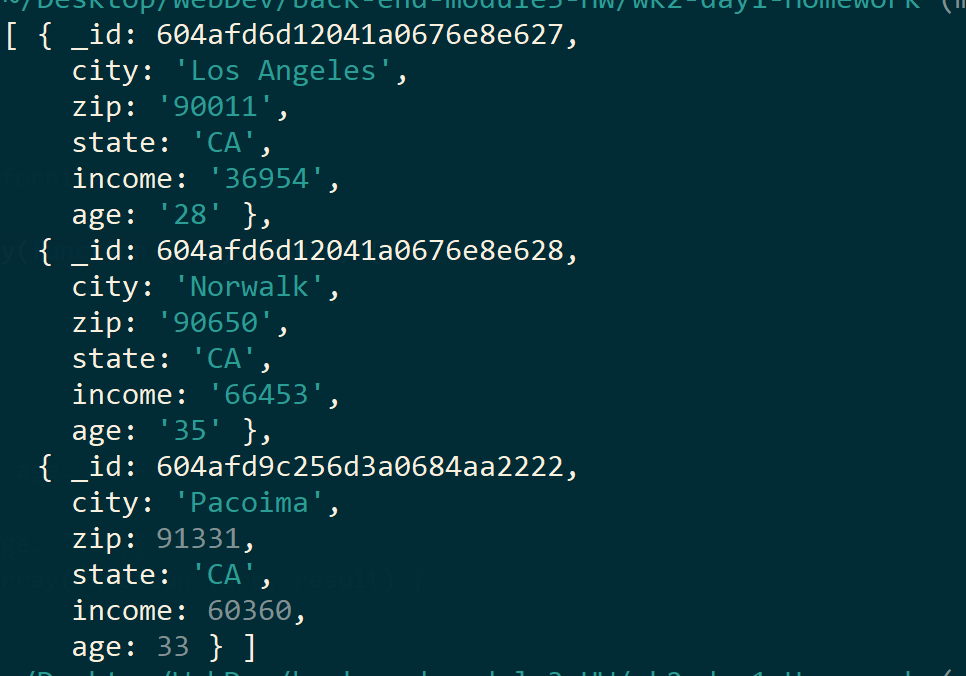 ~/Desktop/WebDev/back-end-module3-HW/wk2-day1-Homework (m
[ { _id: 604afd6d12041a0676e8e627,
city: 'Los Angeles',
zip: '90011',
state: 'CA',
income: '36954',
age: '28' },
{ _id: 604afd6d12041a0676e8e628,
city: 'Norwalk',
zip: '90650',
state: 'CA',
income: '66453',
age: '35' },
{ _id: 604afd9c256d3a0684aa2222,
city: 'Pacoima',
zip: 91331,
state: 'CA',
income: 60360,
age: 33 } ]